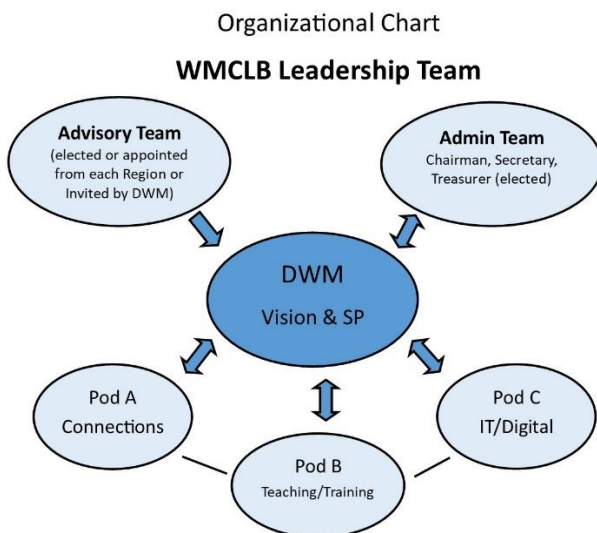 Organizational Chart
WMCLB Leadership Team
Advisory Team
(elected or appointed
from each Region or
Invited by DWM)
Admin Team
Chairman, Secretary,
Treasurer (elected)
DWM
Vision & SP
Pod A
Connections
Pod B
Teaching/Training
Pod C
IT/Digital